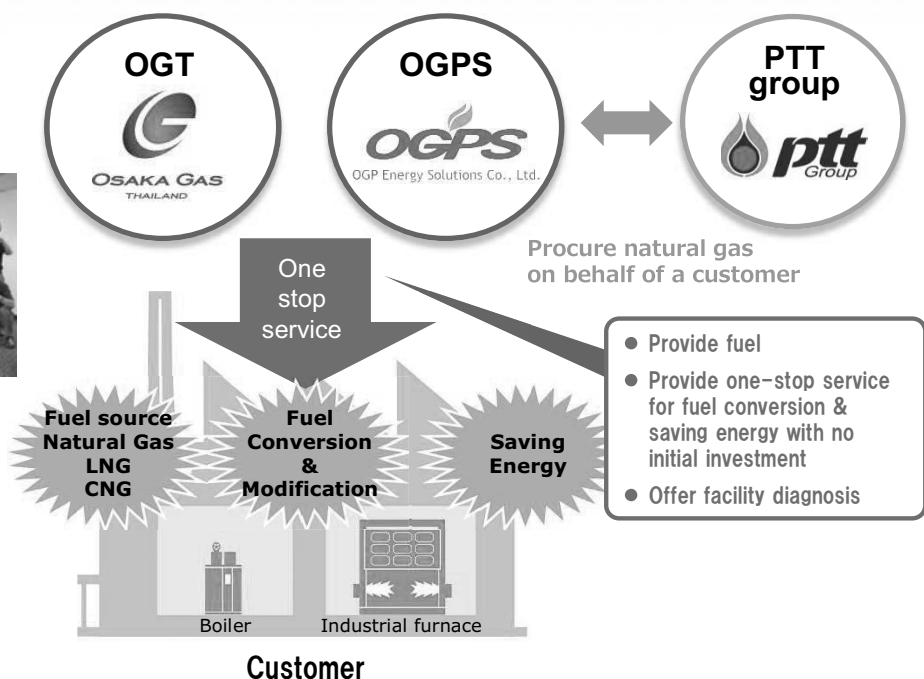 OGT
OSAKA GAS
THAILAND
OGPS
OGPS
OGP Energy Solutions Co., Ltd.
PTT
group
ptt
Group
Procure natural gas
on behalf of a customer
One
stop
service
● Provide fuel
● Provide one-stop service
for fuel conversion &
saving energy with no
initial investment
● Offer facility diagnosis
Fuel source
Natural Gas
LNG
CNG
Fuel
Conversion
&
Modification
Saving
Energy
Boiler
Industrial furnace
Customer